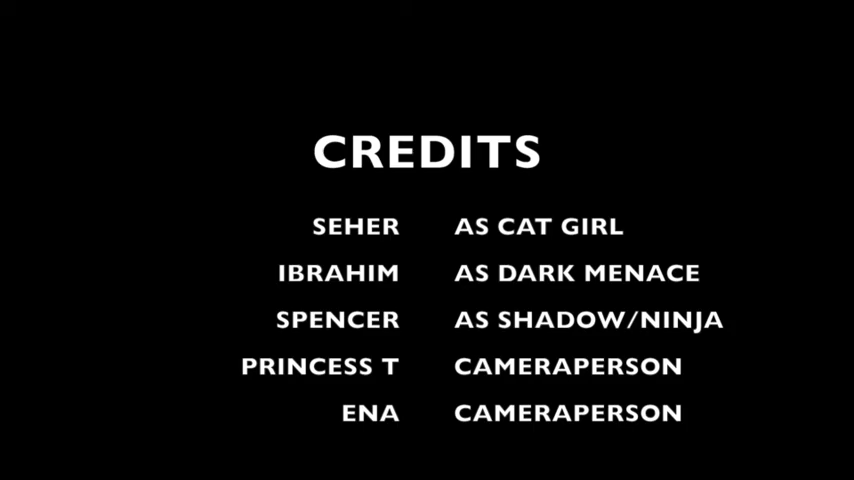 CREDITS
SEHER AS CAT GIRL
IBRAHIM AS DARK MENACE
SPENCER AS SHADOW/NINJA
PRINCESS T CAMERAPERSON
ENA CAMERAPERSON